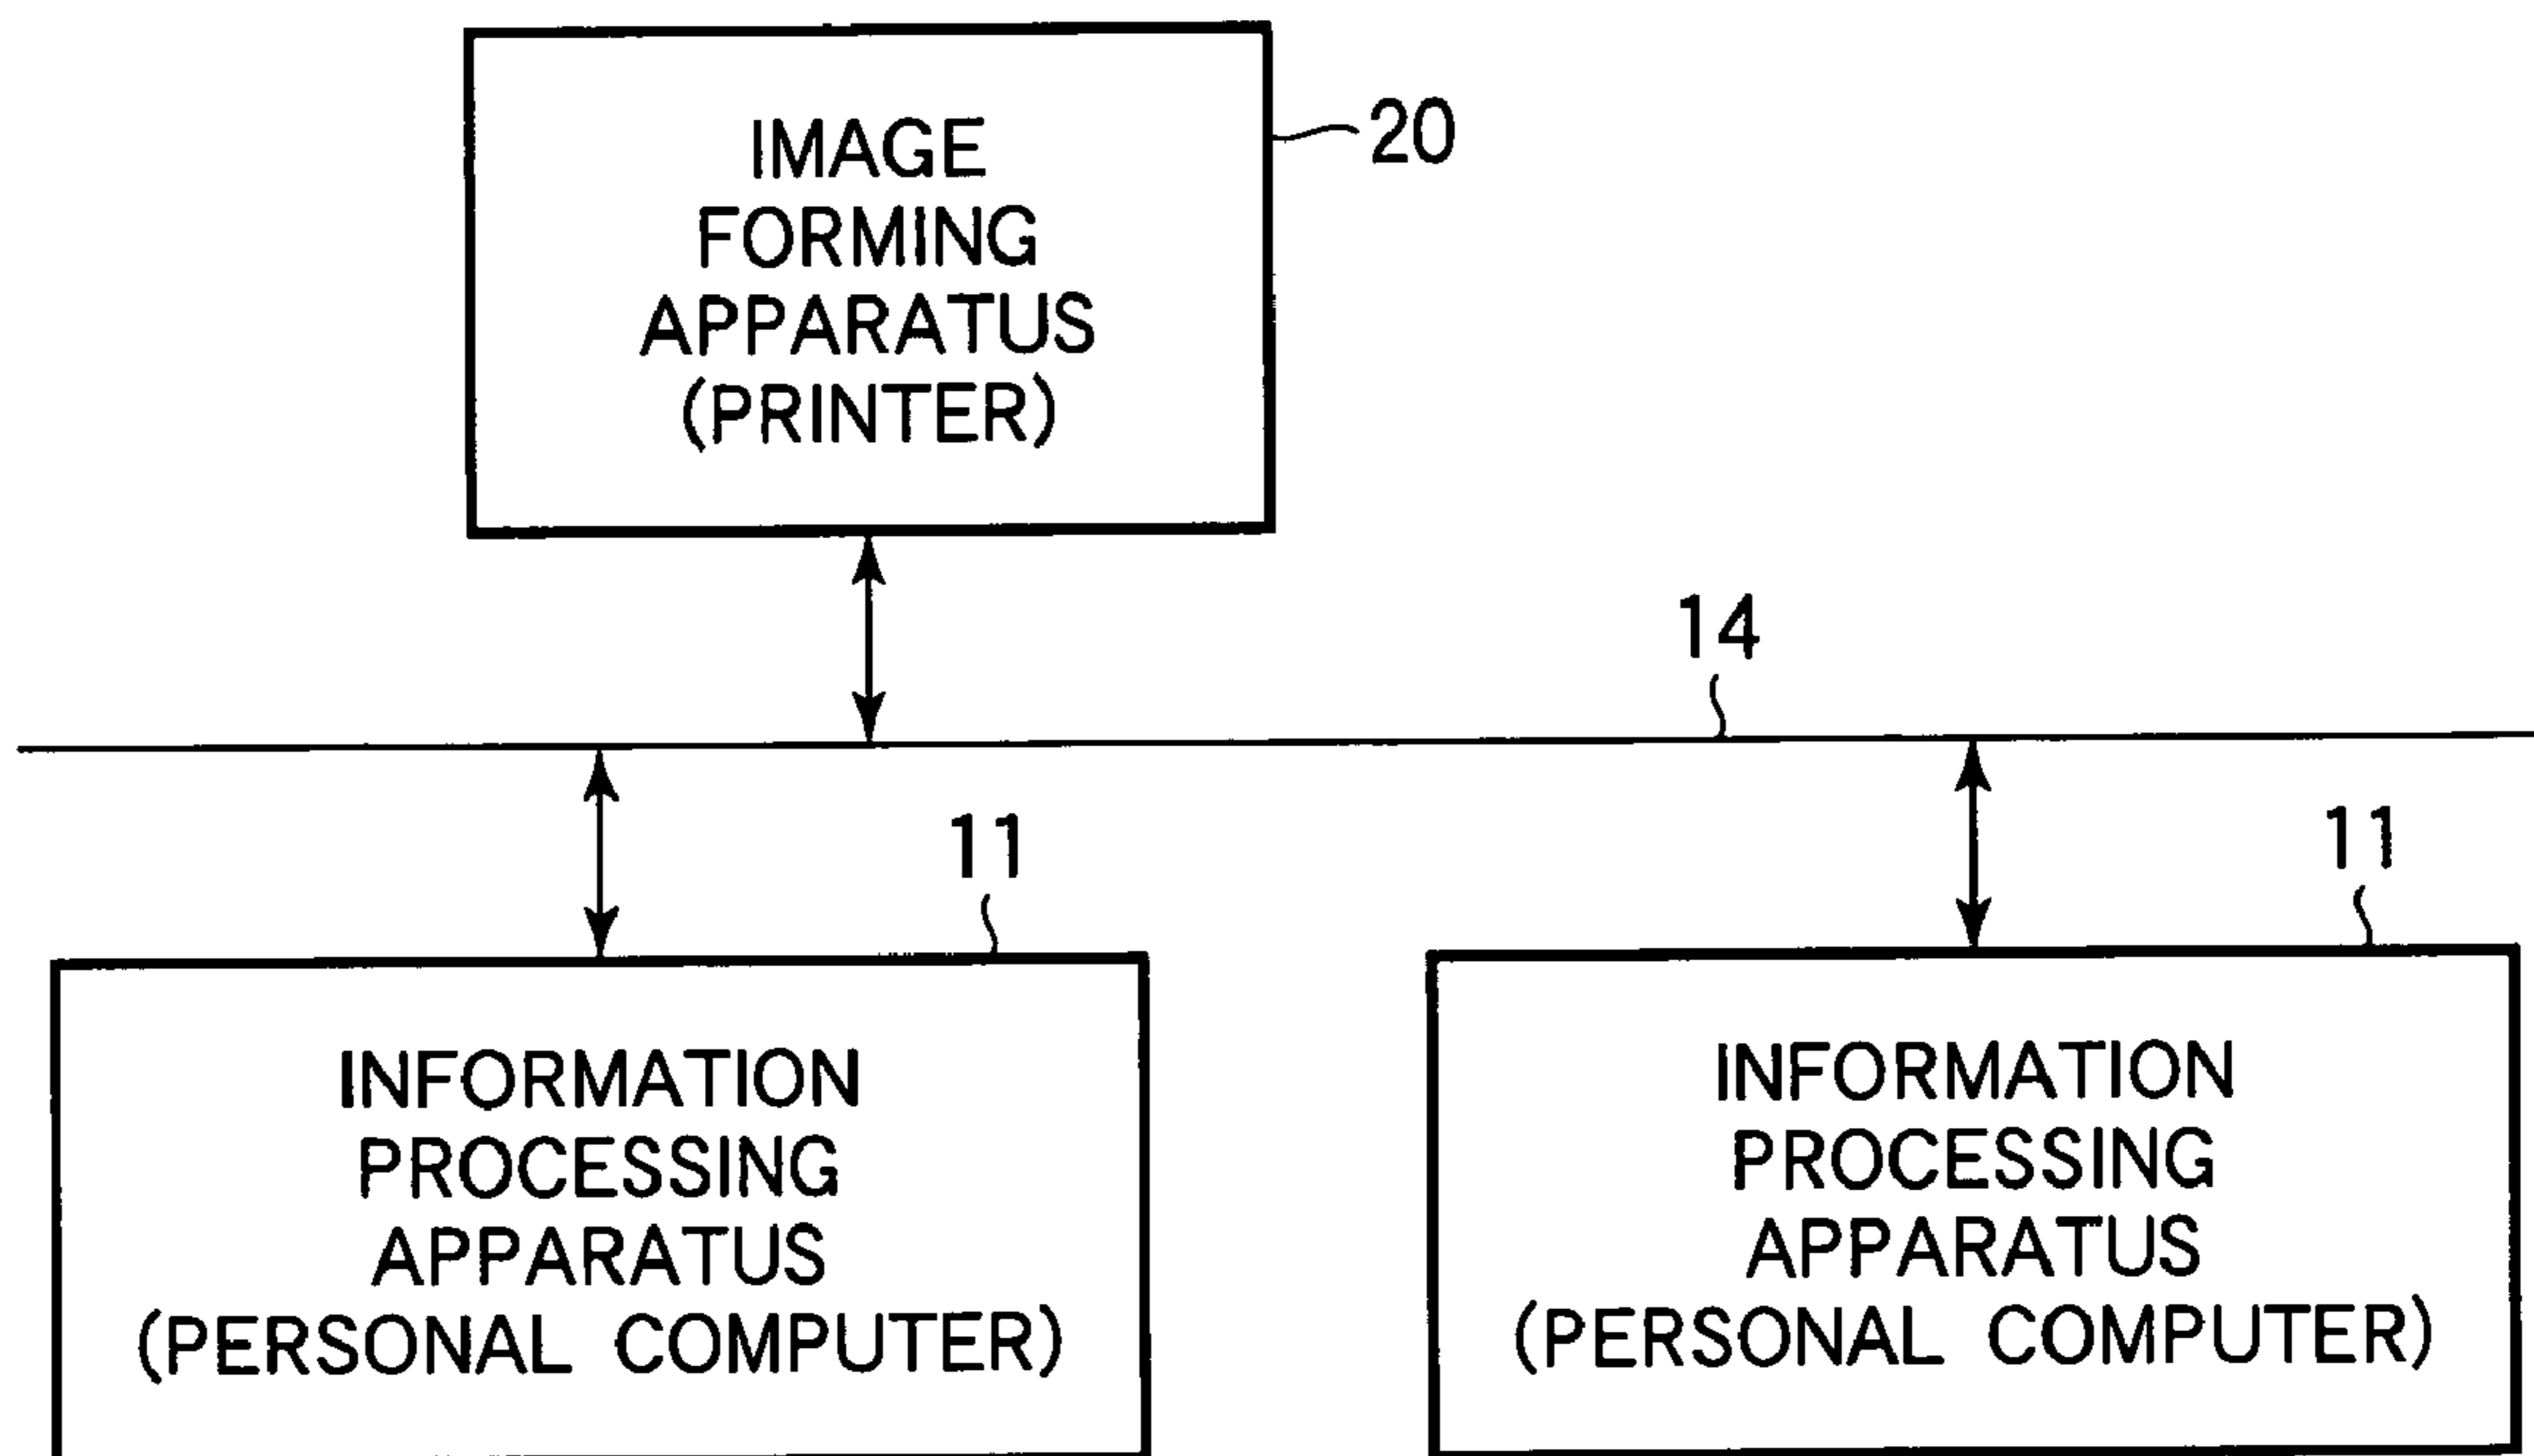 IMAGE
FORMING
APPARATUS
(PRINTER)
20
14
11
11
INFORMATION
PROCESSING
APPARATUS
(PERSONAL COMPUTER)
INFORMATION
PROCESSING
APPARATUS
(PERSONAL COMPUTER)